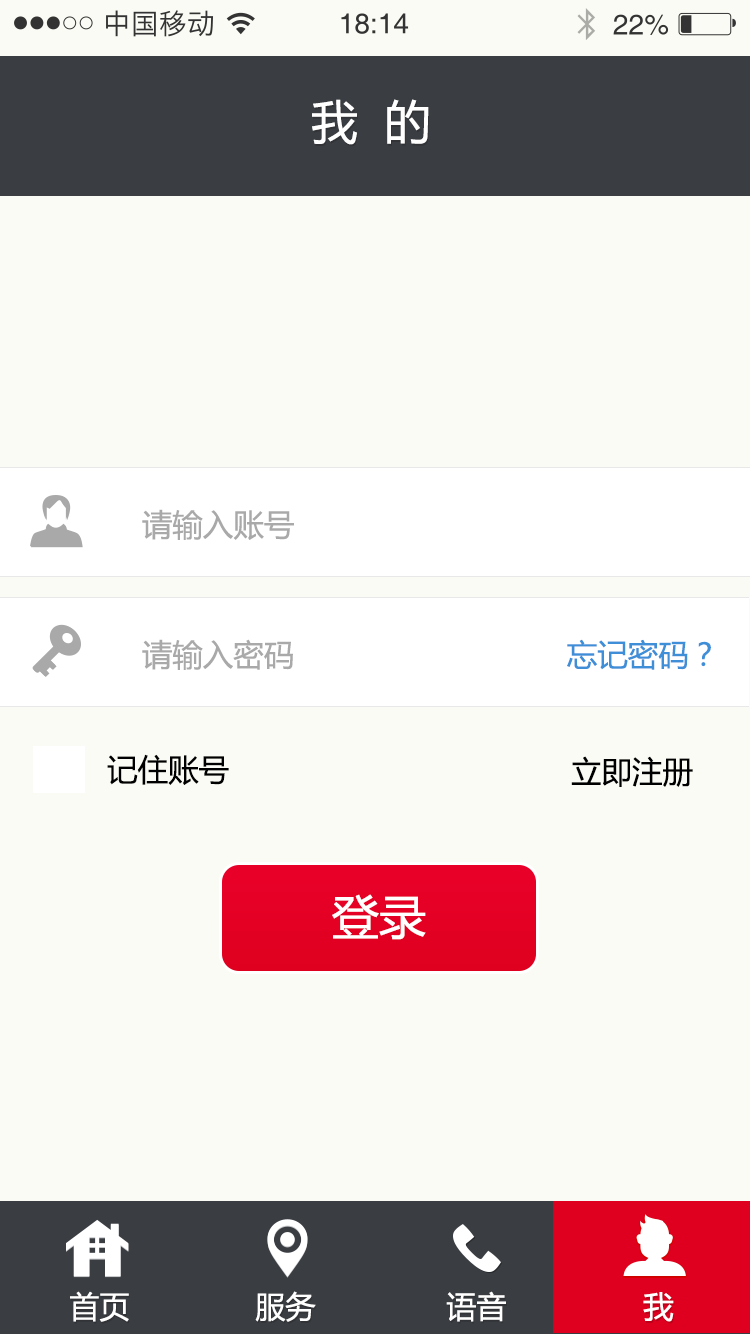 中国移动 18:14 22%
我 的
请输入账号
请输入密码 忘记密码？
记住账号 立即注册
登录
首页 服务 语音 我